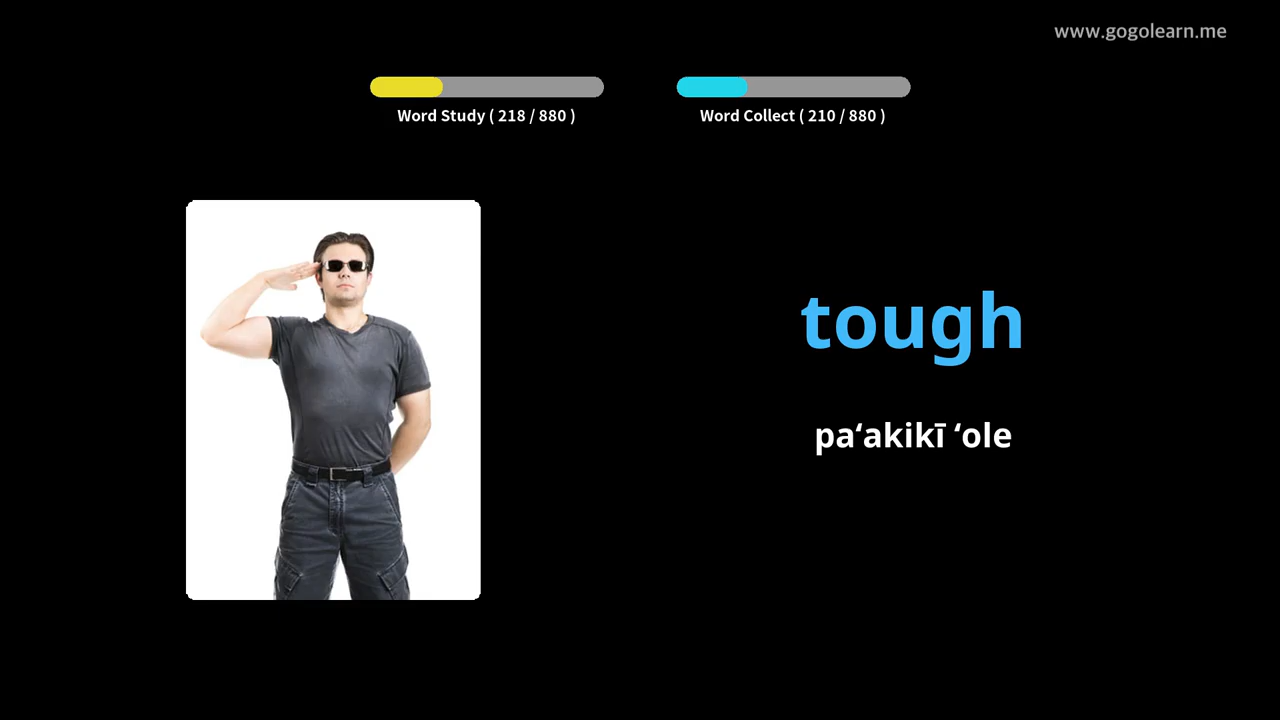 www.gogolearn.me
Word Study ( 218 / 880 )
Word Collect ( 210 / 880 )
tough
paʻakikī ʻole